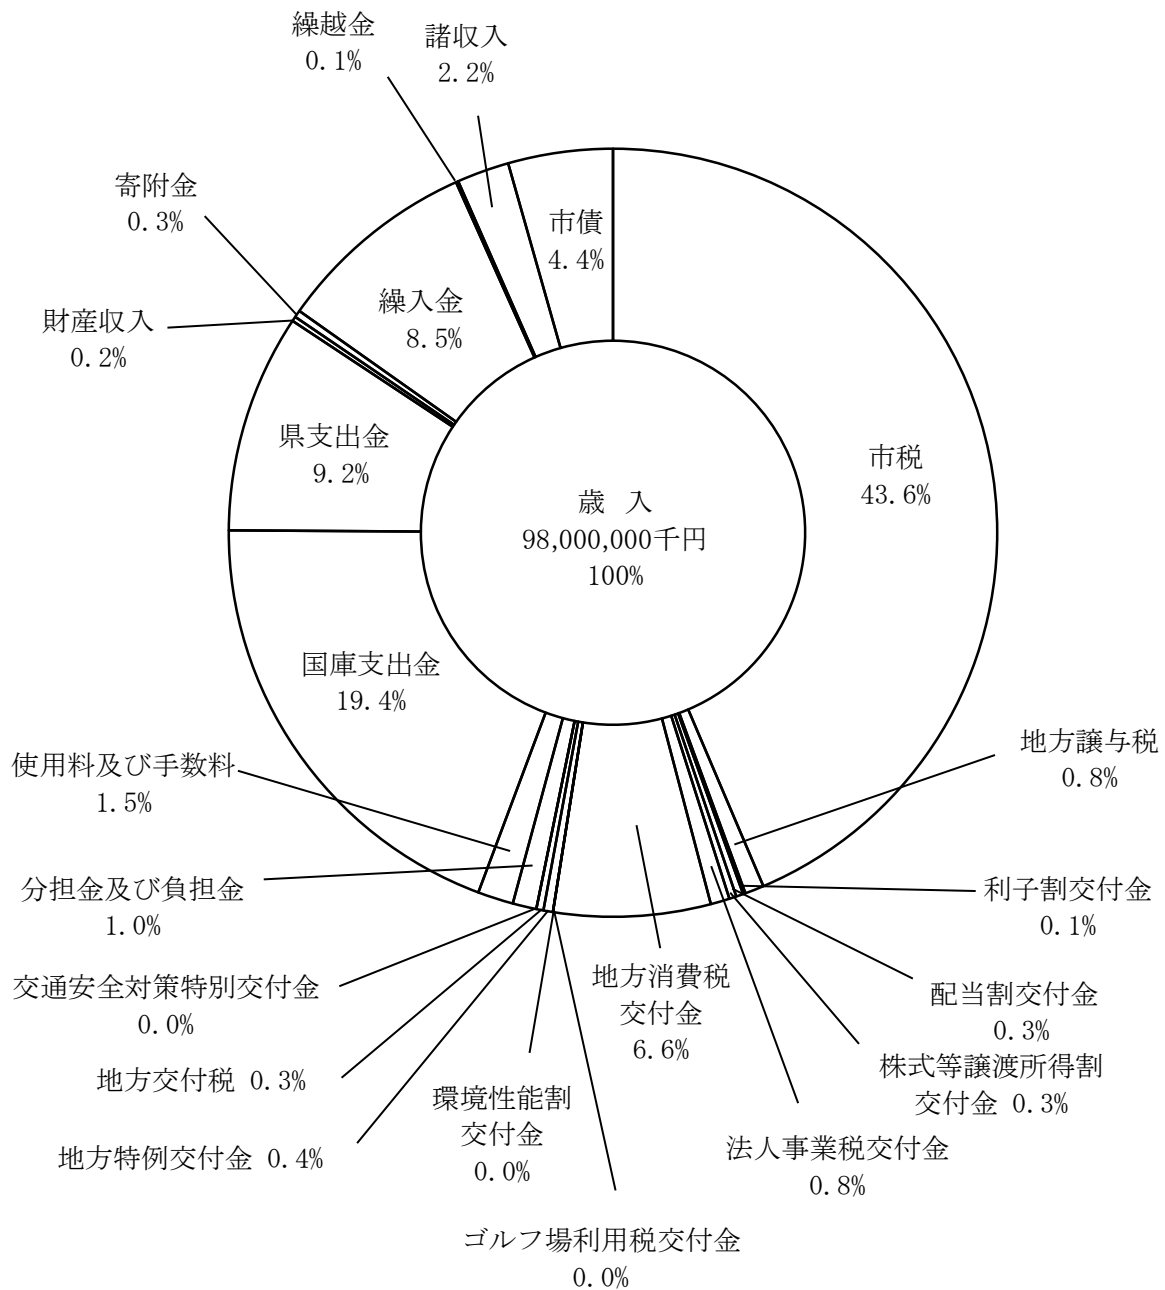 繰越金
0.1%
諸収入
2.2%
市債
4.4%
寄附金
0.3%
繰入金
8.5%
財産収入
0.2%
県支出金
9.2%
市税
43.6%
歳 入
98,000,000千円
100%
国庫支出金
19.4%
使用料及び手数料
1.5%
地方譲与税
0.8%
分担金及び負担金
1.0%
利子割交付金
0.1%
交通安全対策特別交付金
0.0%
地方消費税
交付金
6.6%
配当割交付金
0.3%
地方交付税 0.3%
環境性能割
交付金
0.0%
株式等譲渡所得割
交付金 0.3%
地方特例交付金 0.4%
法人事業税交付金
0.8%
ゴルフ場利用税交付金
0.0%